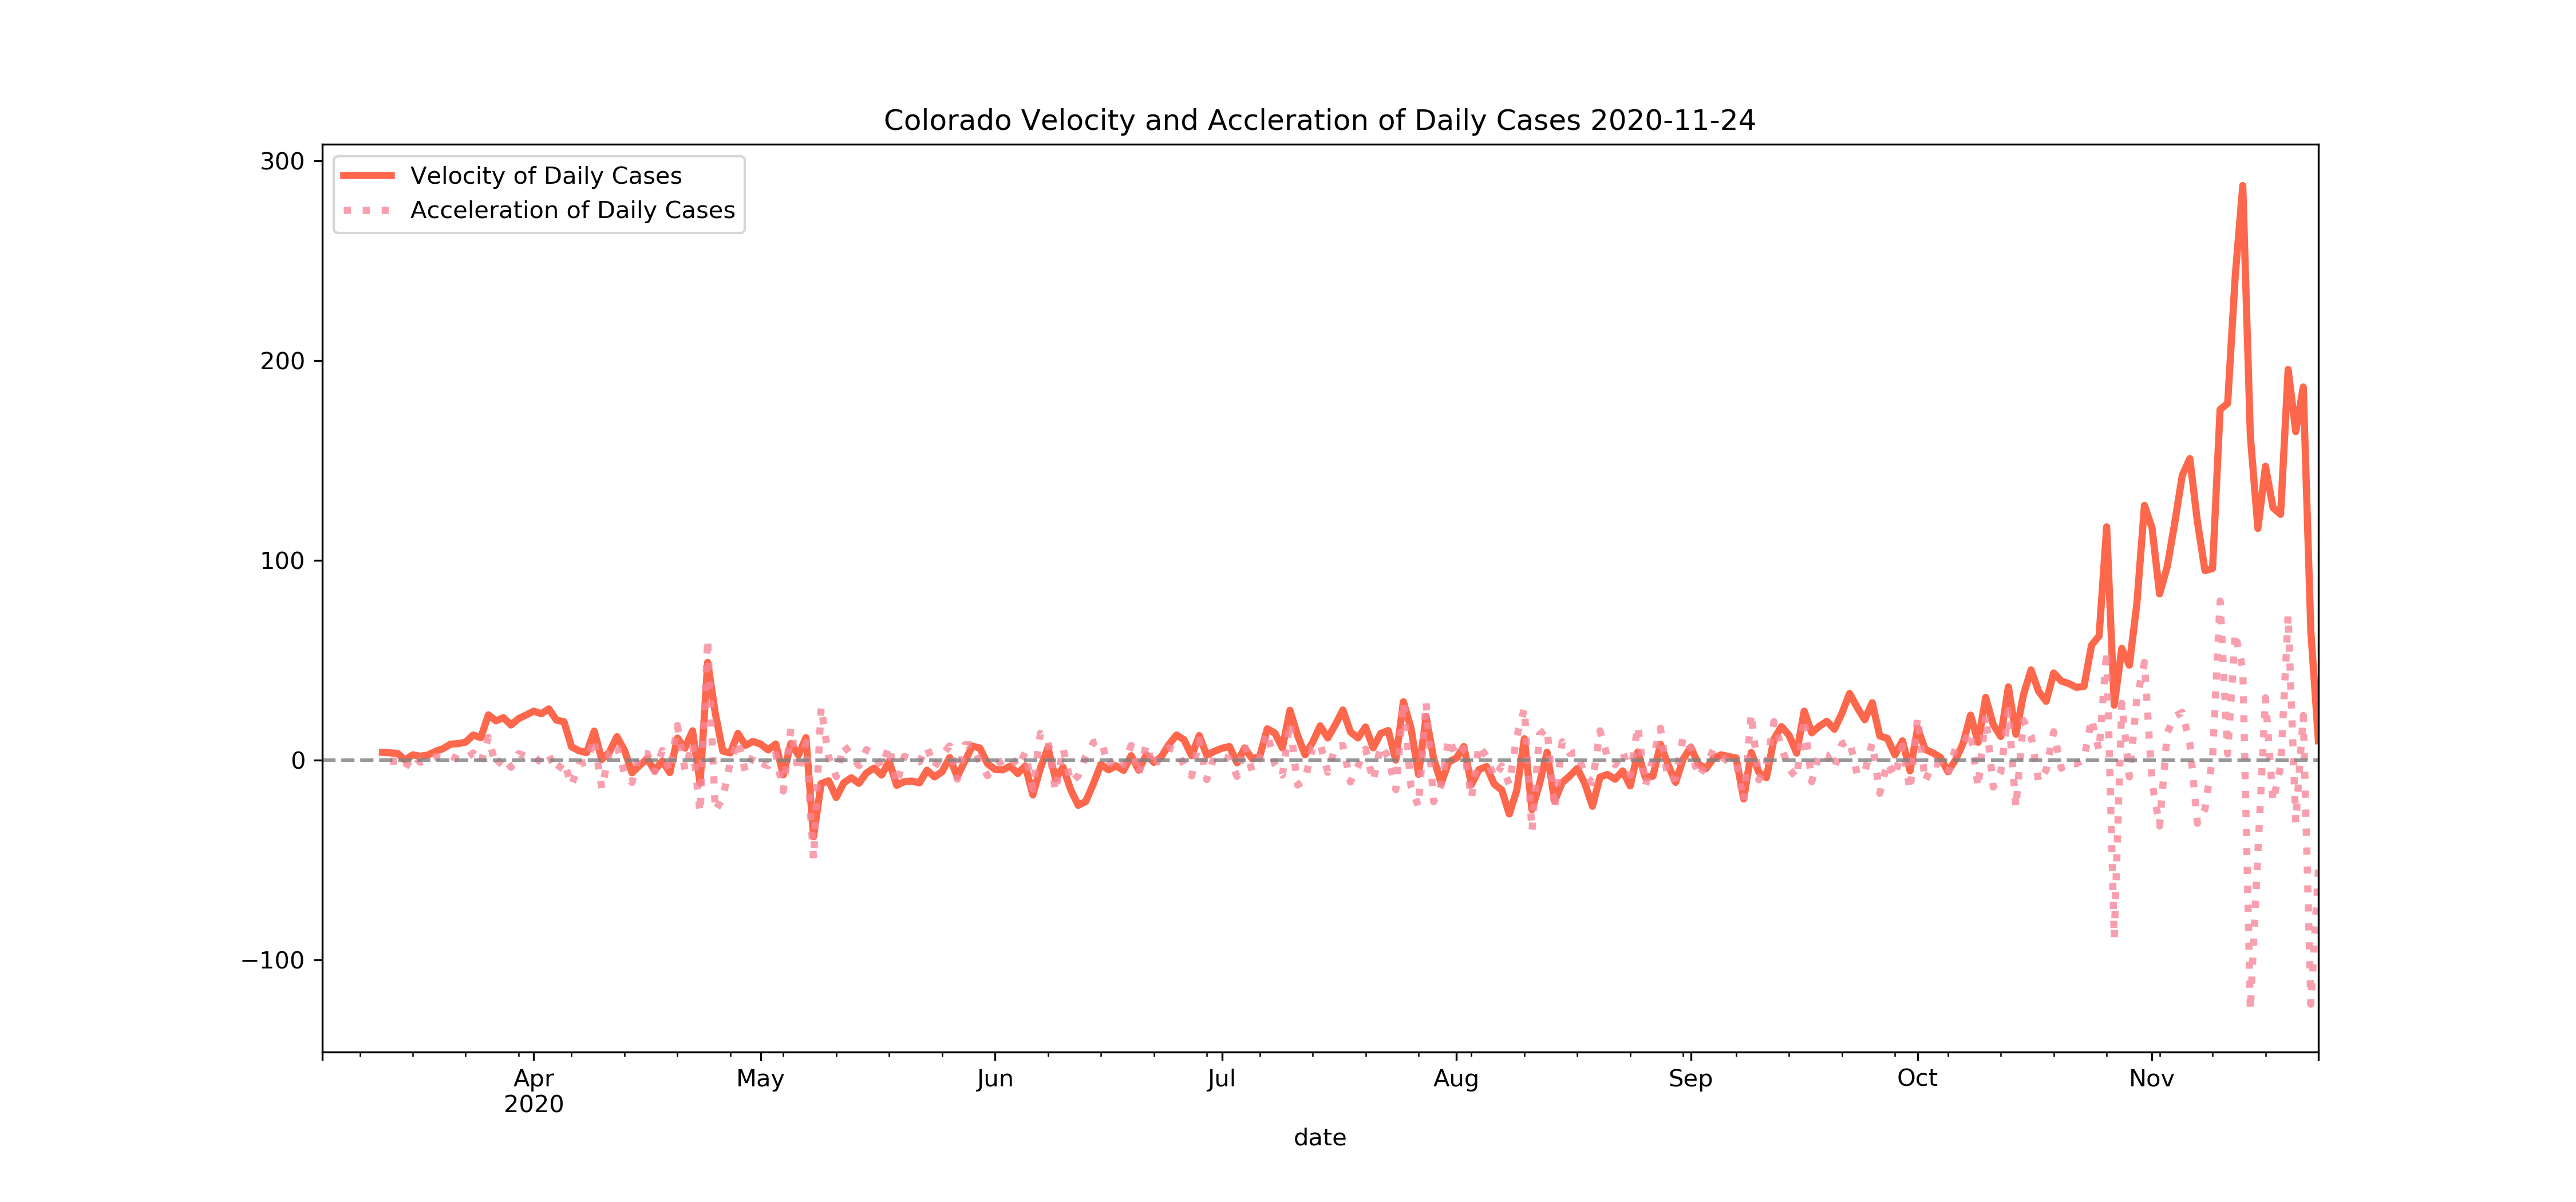 Colorado Velocity and Accleration of Daily Cases 2020-11-24
Velocity of Daily Cases
Acceleration of Daily Cases
300
200
100
0
−100
Apr May Jun Jul Aug Sep Oct Nov
2020
date